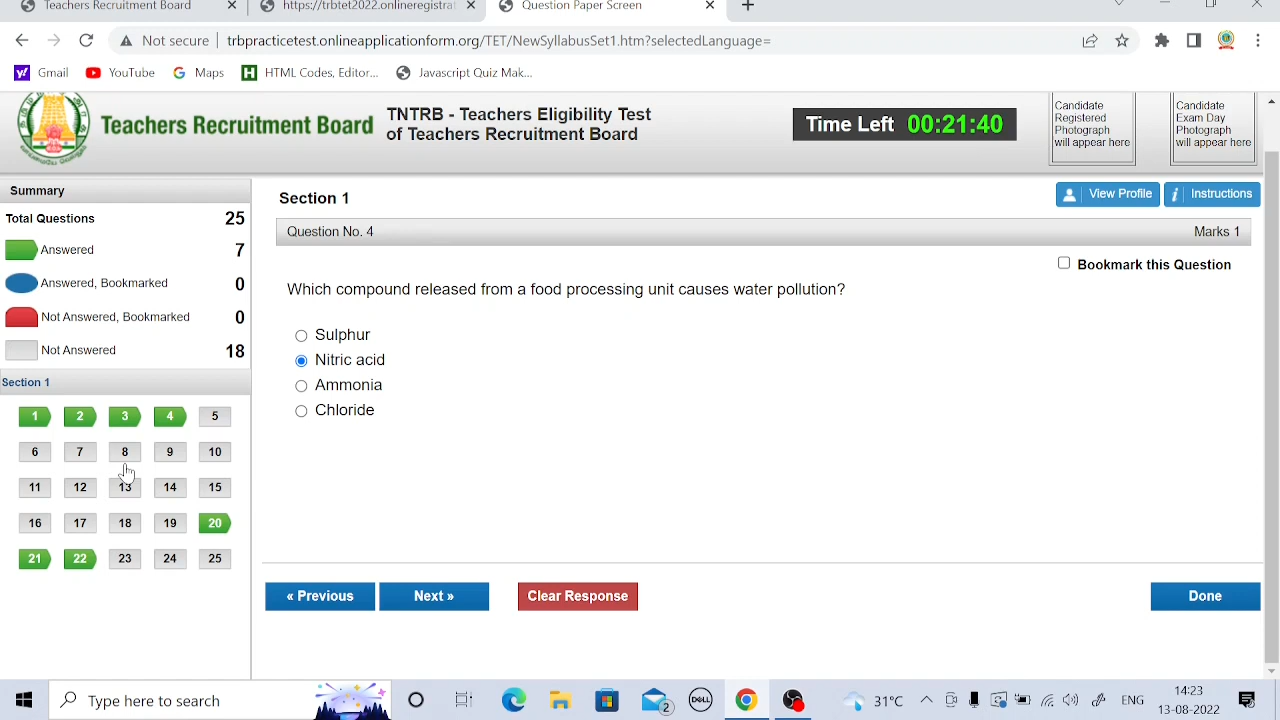 Teachers Recruitment Board
https://trbtet2022.onlineregistrat
Question Paper Screen
Not secure
trbpracticetest.onlineapplicationform.org/TET/NewSyllabusSet1.htm?selectedLanguage=
Gmail
YouTube
Maps
HTML Codes, Editor...
Javascript Quiz Mak...
Teachers Recruitment Board
TNTRB - Teachers Eligibility Test
of Teachers Recruitment Board
Time Left 00:21:40
Candidate
Registered
Photograph
will appear here
Candidate
Exam Day
Photograph
will appear here
Summary
Total Questions 25
Answered 7
Answered, Bookmarked 0
Not Answered, Bookmarked 0
Not Answered 18
Section 1
1 2 3 4 5
6 7 8 9 10
11 12 13 14 15
16 17 18 19 20
21 22 23 24 25
Section 1
View Profile
Instructions
Question No. 4
Marks 1
Bookmark this Question
Which compound released from a food processing unit causes water pollution?
Sulphur
Nitric acid
Ammonia
Chloride
« Previous
Next »
Clear Response
Done
Type here to search
2
DELL
31°C
ENG
14:23
13-08-2022